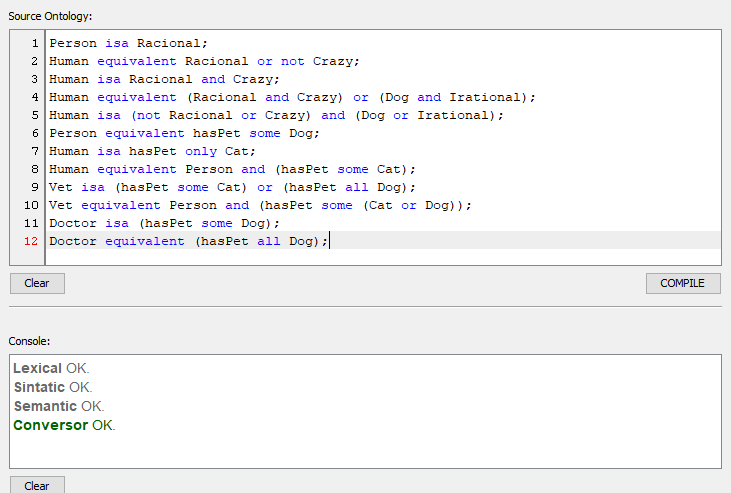 Source Ontology:
1 Person isa Racional;
2 Human equivalent Racional or not Crazy;
3 Human isa Racional and Crazy;
4 Human equivalent (Racional and Crazy) or (Dog and Irational);
5 Human isa (not Racional or Crazy) and (Dog or Irational);
6 Person equivalent hasPet some Dog;
7 Human isa hasPet only Cat;
8 Human equivalent Person and (hasPet some Cat);
9 Vet isa (hasPet some Cat) or (hasPet all Dog);
10 Vet equivalent Person and (hasPet some (Cat or Dog));
11 Doctor isa (hasPet some Dog);
12 Doctor equivalent (hasPet all Dog);
Clear COMPILE
Console:
Lexical OK.
Sintatic OK.
Semantic OK.
Conversor OK.
Clear